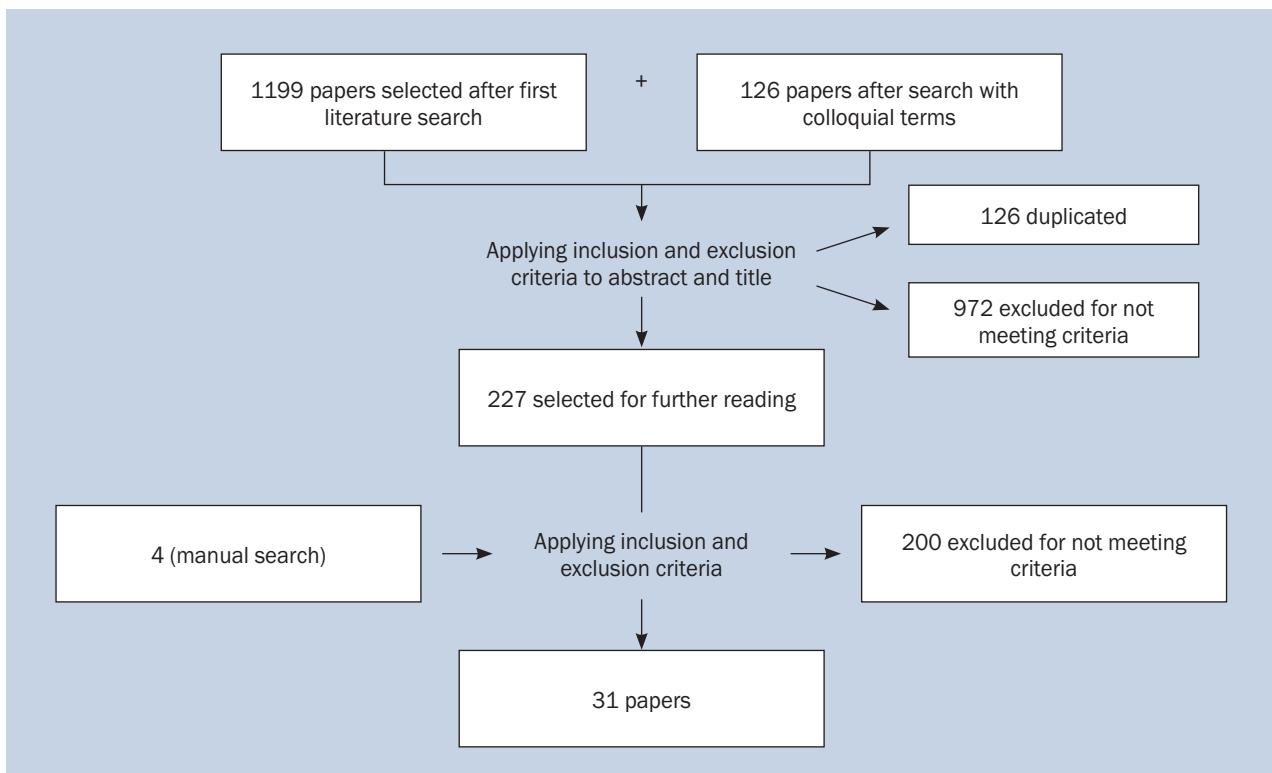 1199 papers selected after first
literature search
+
126 papers after search with
colloquial terms
126 duplicated
Applying inclusion and exclusion
criteria to abstract and title
972 excluded for not
meeting criteria
227 selected for further reading
4 (manual search)
Applying inclusion and
exclusion criteria
200 excluded for not meeting
criteria
31 papers